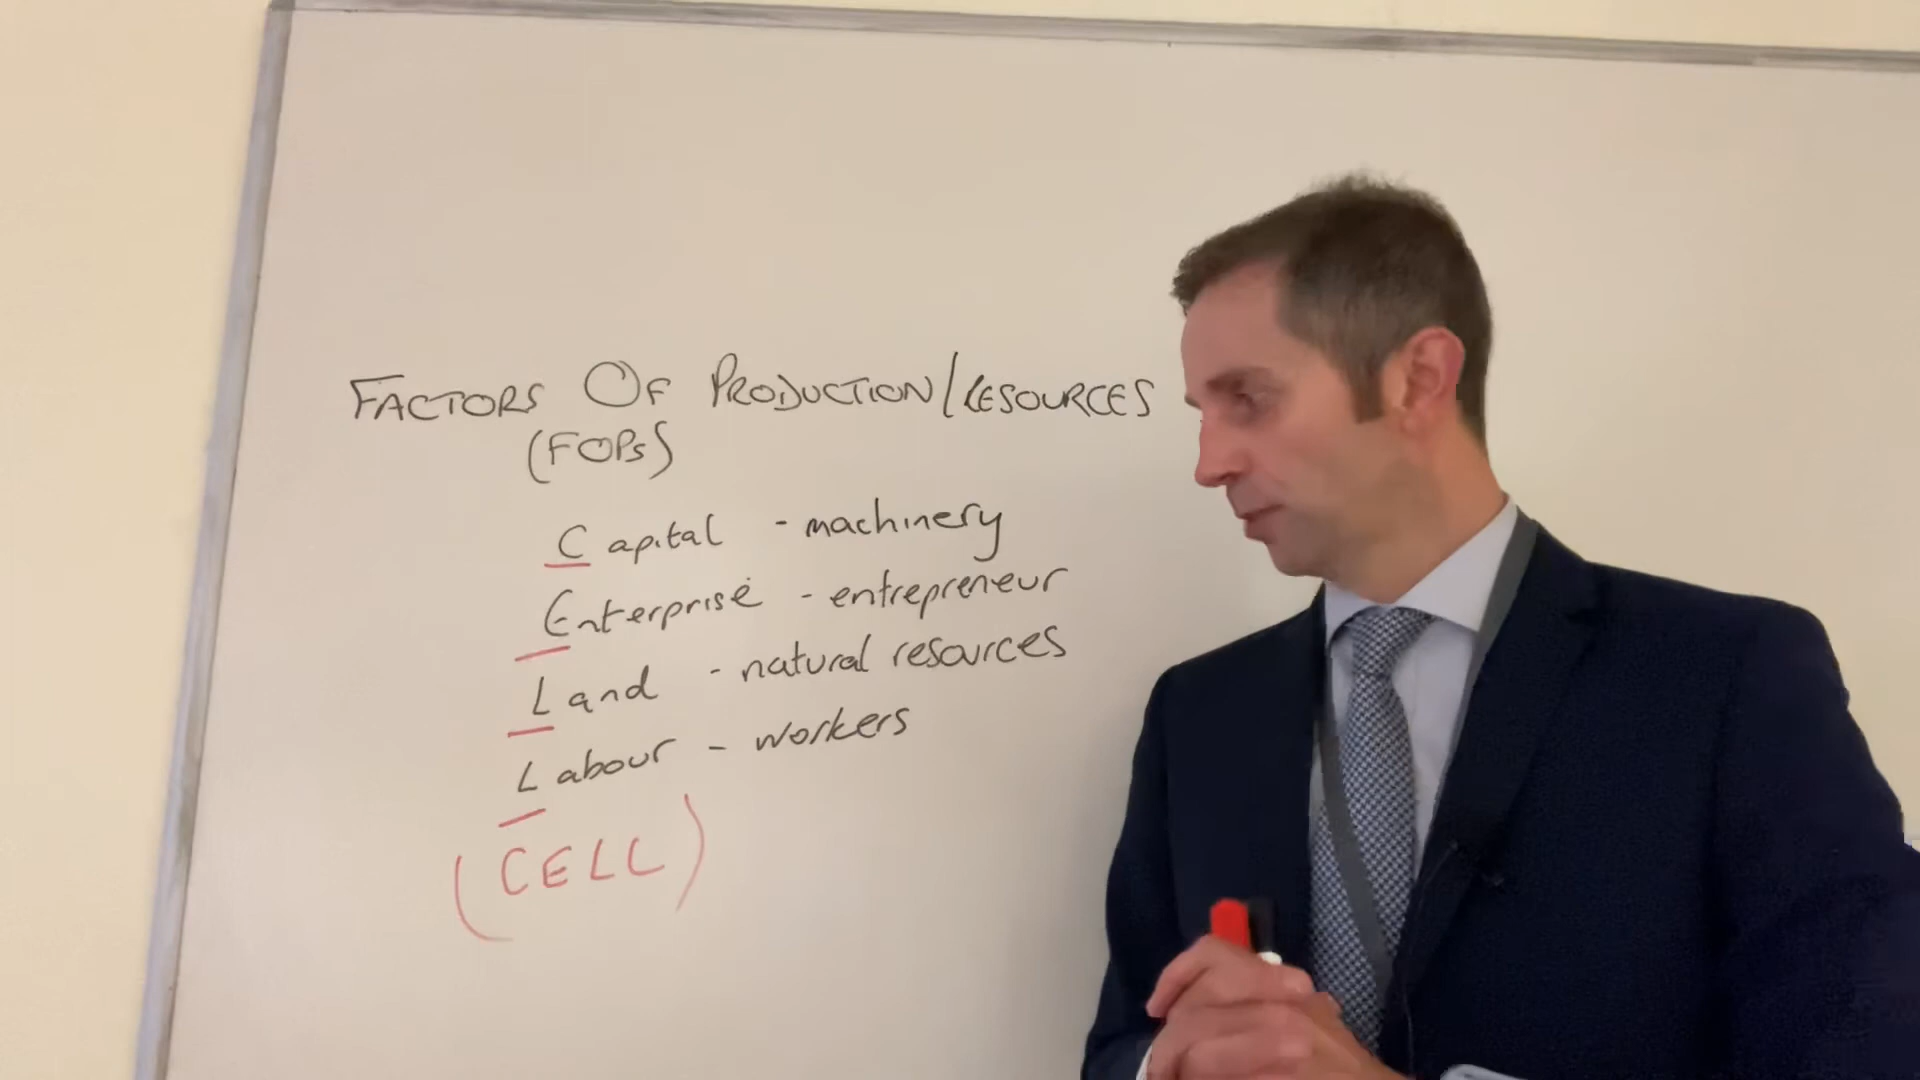 FACTORS OF PRODUCTION/RESOURCES
(FOPs)
Capital - machinery
Enterprise - entrepreneur
Land - natural resources
Labour - workers
(CELL)